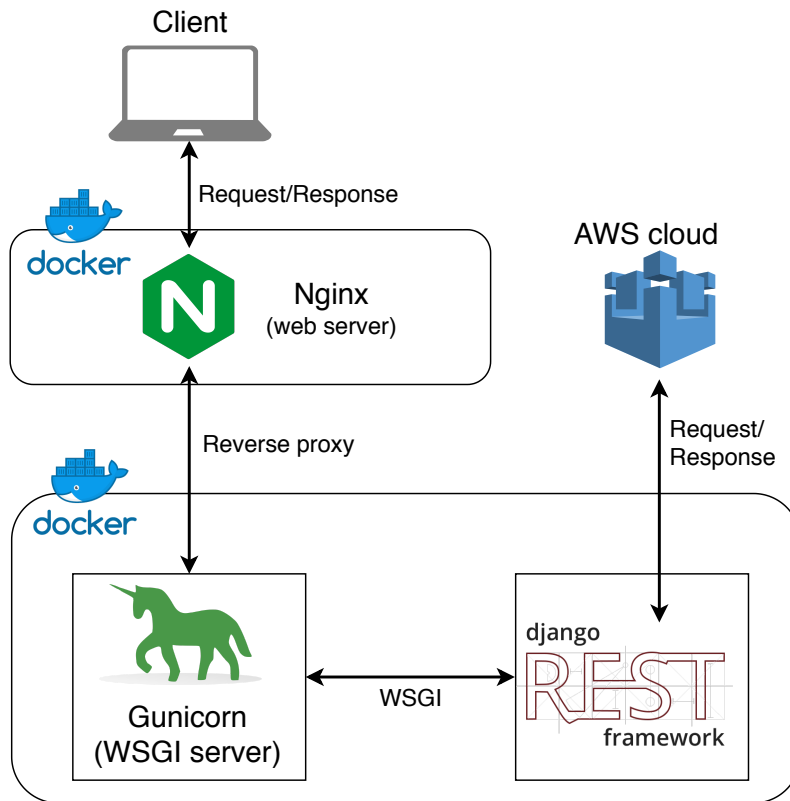 Client
Request/Response
docker
AWS cloud
N
Nginx
(web server)
Reverse proxy
Request/
Response
docker
django
REST
framework
WSGI
Gunicorn
(WSGI server)